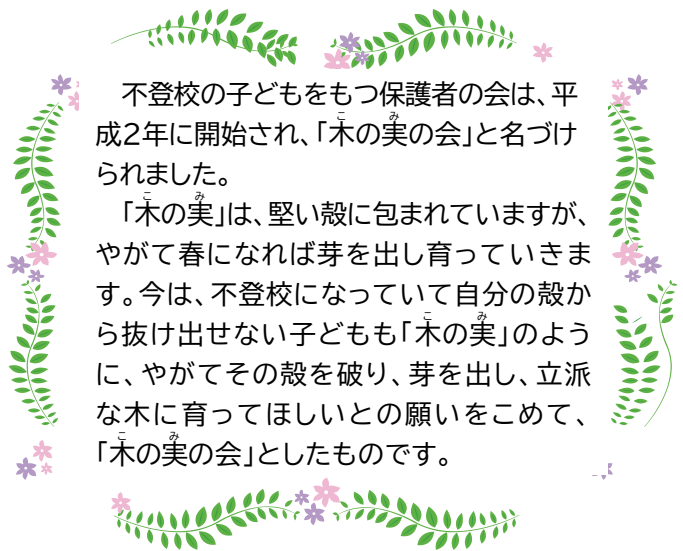 不登校の子どもをもつ保護者の会は、平
成2年に開始され、「木の実の会」と名づけ
られました。
「木の実」は、堅い殻に包まれていますが、
やがて春になれば芽を出し育っていきま
す。今は、不登校になっていて自分の殻か
ら抜け出せない子どもも「木の実」のよう
に、やがてその殻を破り、芽を出し、立派
な木に育ってほしいとの願いをこめて、
「木の実の会」としたものです。